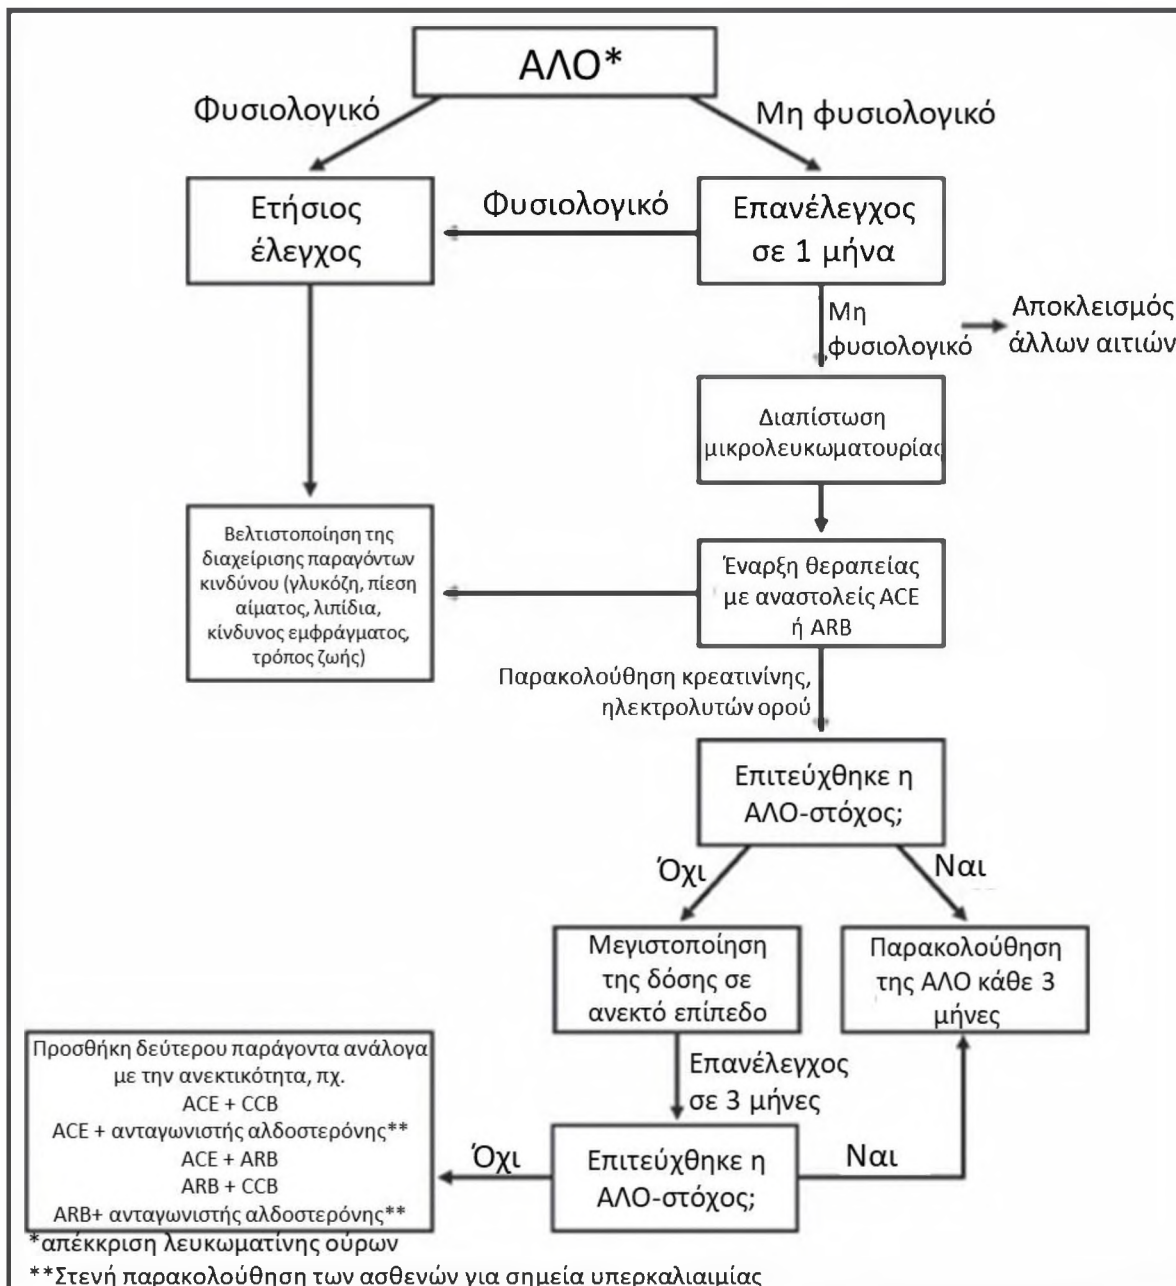 ΑΛΟ*
Φυσιολογικό
Μη φυσιολογικό
Ετήσιος
έλεγχος
Φυσιολογικό
Επανέλεγχος
σε 1 μήνα
Μη
φυσιολογικό
Αποκλεισμός
άλλων αιτιών
Διαπίστωση
μικρολευκωματουρίας
Βελτιστοποίηση της
διαχείρισης παραγόντων
κινδύνου (γλυκόζη, πίεση
αίματος, λιπίδια,
κίνδυνος εμφράγματος,
τρόπος ζωής)
Έναρξη θεραπείας
με αναστολείς ACE
ή ARB
Παρακολούθηση κρεατινίνης,
ηλεκτρολυτών ορού
Επιτεύχθηκε η
ΑΛΟ-στόχος;
Όχι
Ναι
Μεγιστοποίηση
της δόσης σε
ανεκτό επίπεδο
Παρακολούθηση
της ΑΛΟ κάθε 3
μήνες
Επανέλεγχος
σε 3 μήνες
Προσθήκη δεύτερου παράγοντα ανάλογα
με την ανεκτικότητα, πχ.
ACE + CCB
ACE + ανταγωνιστής αλδοστερόνης**
ACE + ARB
ARB + CCB
ARB+ ανταγωνιστής αλδοστερόνης**
Όχι
Επιτεύχθηκε η
ΑΛΟ-στόχος;
Ναι
*απέκκριση λευκωματίνης ούρων
**Στενή παρακολούθηση των ασθενών για σημεία υπερκαλιαιμίας